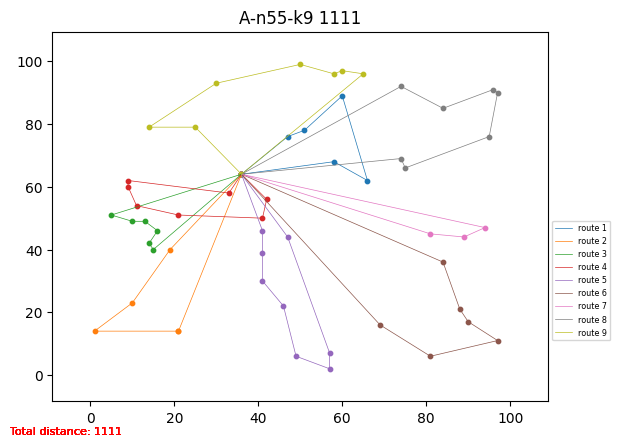 A-n55-k9 1111
100
80
60
40
20
0
0 20 40 60 80 100
route 1
route 2
route 3
route 4
route 5
route 6
route 7
route 8
route 9
Total distance: 1111